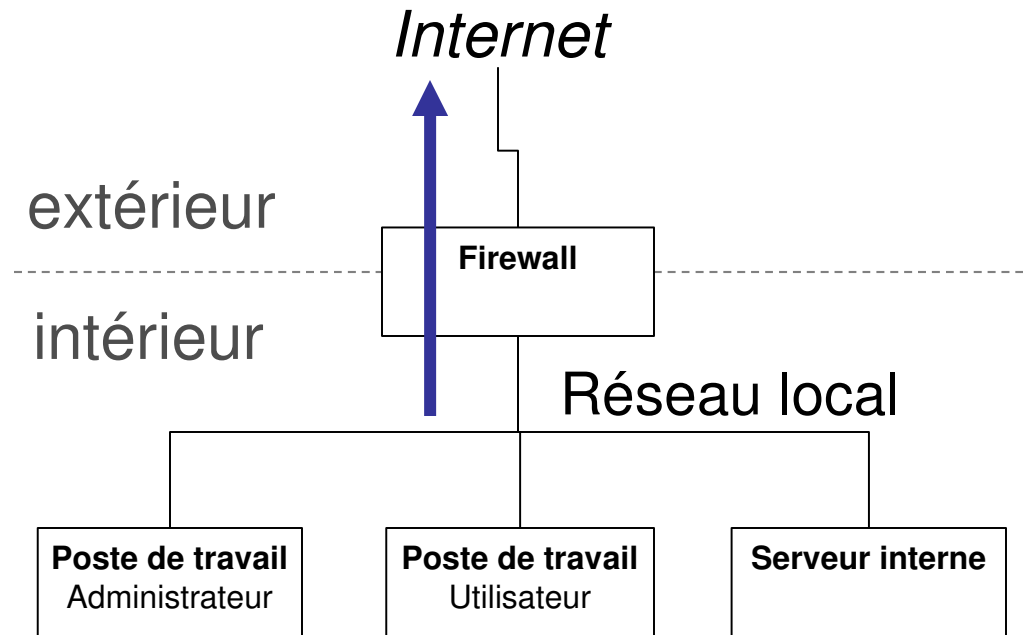 Internet
extérieur
Firewall
intérieur
Réseau local
Poste de travail
Administrateur
Poste de travail
Utilisateur
Serveur interne